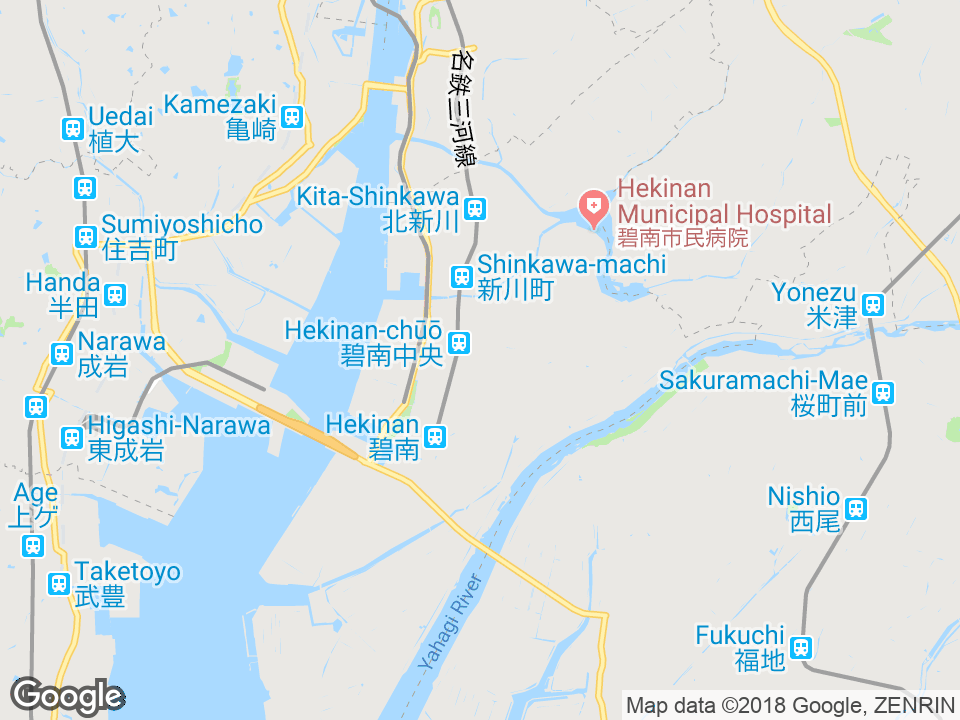 名鉄三河線
Kamezaki
亀崎
Uedai
植大
Kita-Shinkawa
北新川
Hekinan
Municipal Hospital
碧南市民病院
Sumiyoshicho
住吉町
Shinkawa-machi
新川町
Handa
半田
Yonezu
米津
Hekinan-chūō
碧南中央
Narawa
成岩
Sakuramachi-Mae
桜町前
Hekinan
碧南
Higashi-Narawa
東成岩
Age
上ゲ
Nishio
西尾
Taketoyo
武豊
Yahagi River
Fukuchi
福地
Google
Map data ©2018 Google, ZENRIN